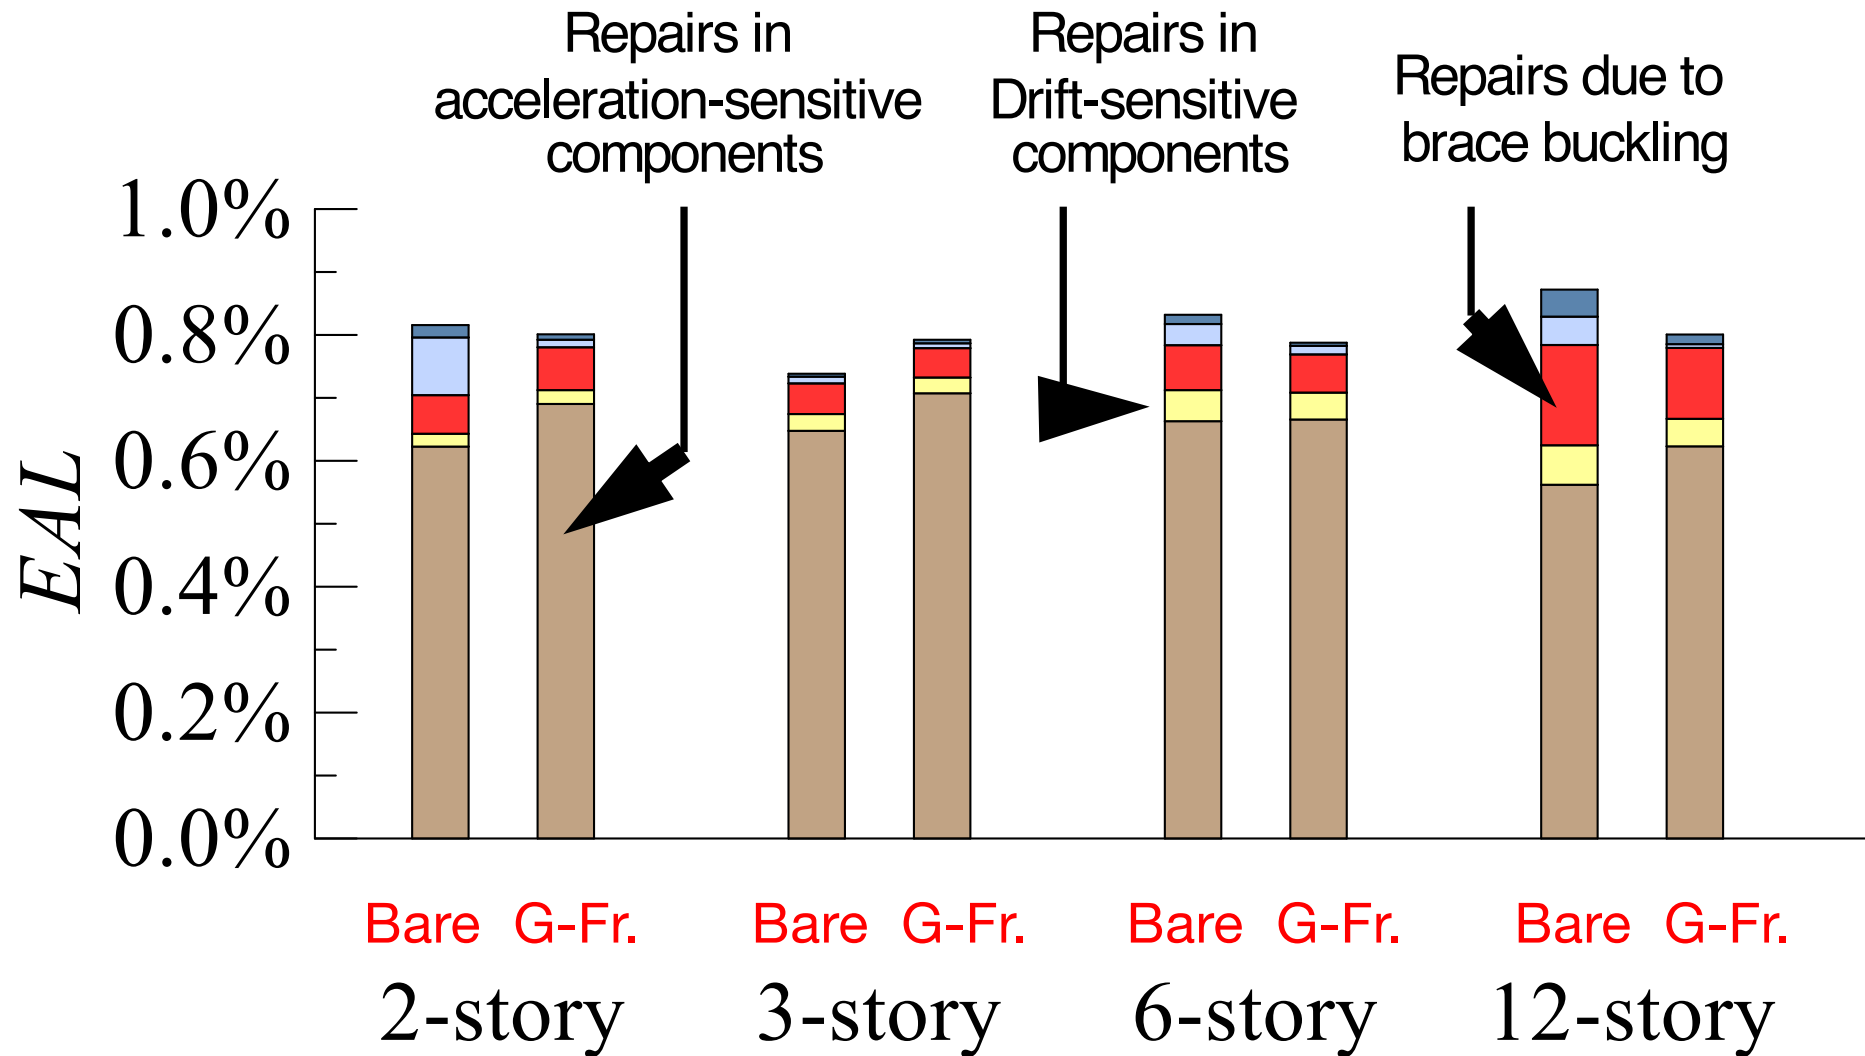 Repairs in
acceleration-sensitive
components
Repairs in
Drift-sensitive
components
Repairs due to
brace buckling
1.0%
0.8%
0.6%
0.4%
0.2%
0.0%
EAL
Bare G-Fr. Bare G-Fr. Bare G-Fr. Bare G-Fr.
2-story 3-story 6-story 12-story